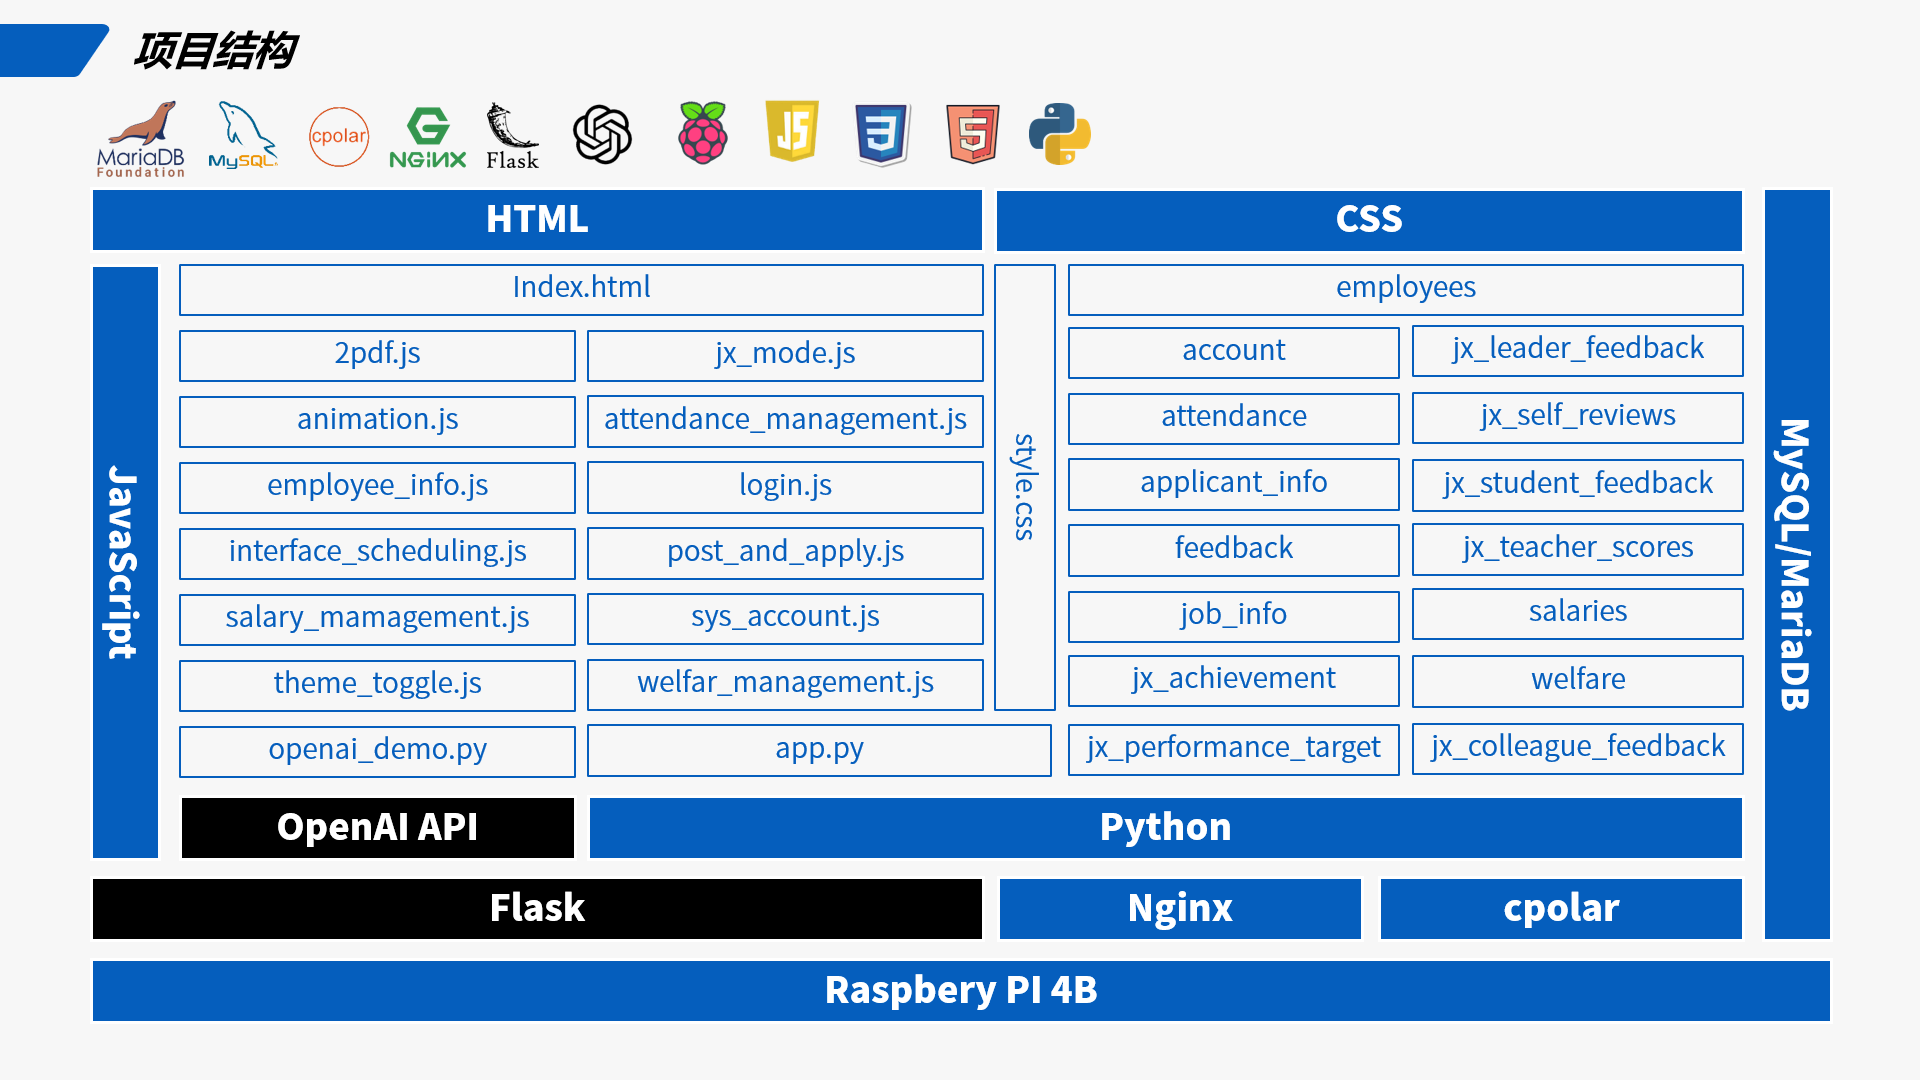 项目结构
MariaDB
Foundation
MySQL
cpolar
NGINX
Flask
JS
3
5
HTML
CSS
Index.html
employees
2pdf.js
jx_mode.js
account
jx_leader_feedback
animation.js
attendance_management.js
attendance
jx_self_reviews
employee_info.js
login.js
applicant_info
jx_student_feedback
interface_scheduling.js
post_and_apply.js
feedback
jx_teacher_scores
salary_mamagement.js
sys_account.js
job_info
salaries
theme_toggle.js
welfar_management.js
jx_achievement
welfare
openai_demo.py
app.py
jx_performance_target
jx_colleague_feedback
style.css
JavaScript
MySQL/MariaDB
OpenAI API
Python
Flask
Nginx
cpolar
Raspbery PI 4B